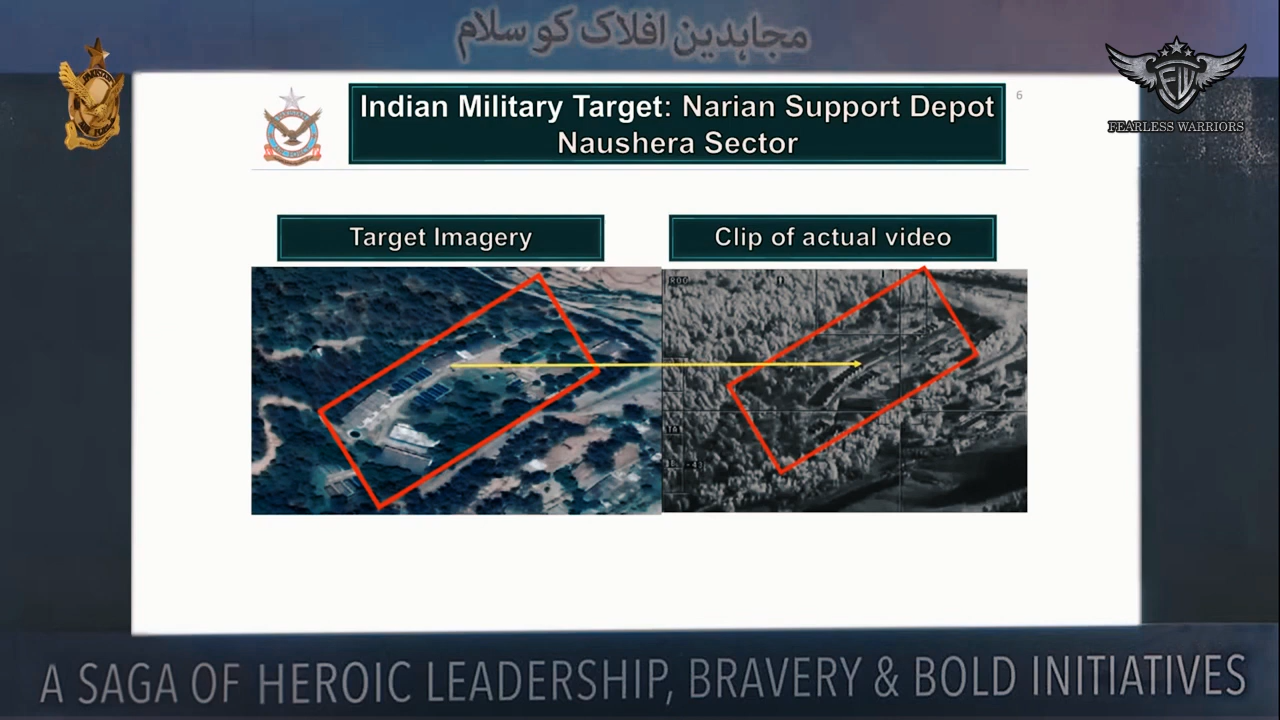 مجاہدین افلاک کو سلام
Indian Military Target: Narian Support Depot
Naushera Sector
6
FEARLESS WARRIORS
Target Imagery
Clip of actual video
A SAGA OF HEROIC LEADERSHIP, BRAVERY & BOLD INITIATIVES